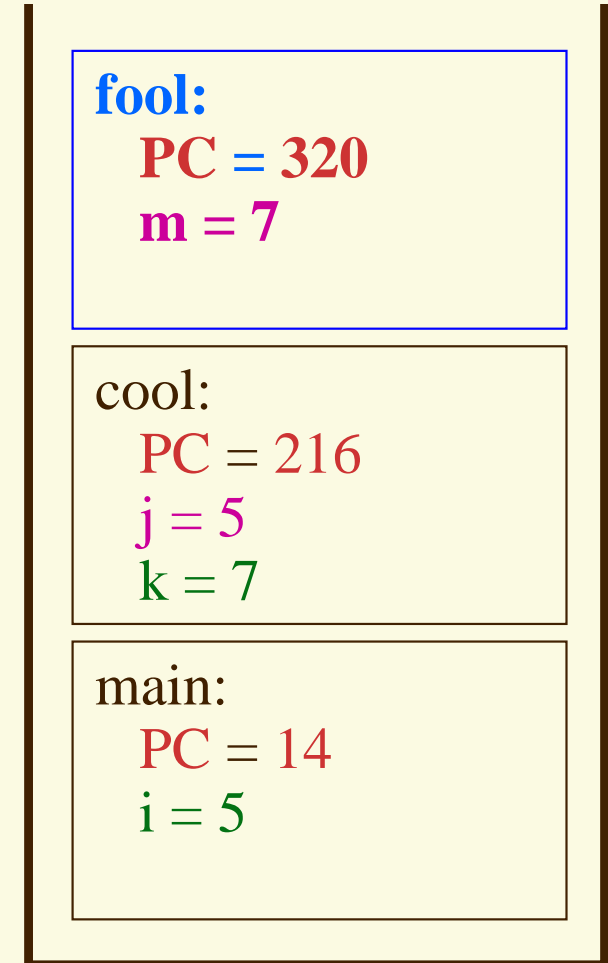 fool:
PC = 320
m = 7
cool:
PC = 216
j = 5
k = 7
main:
PC = 14
i = 5